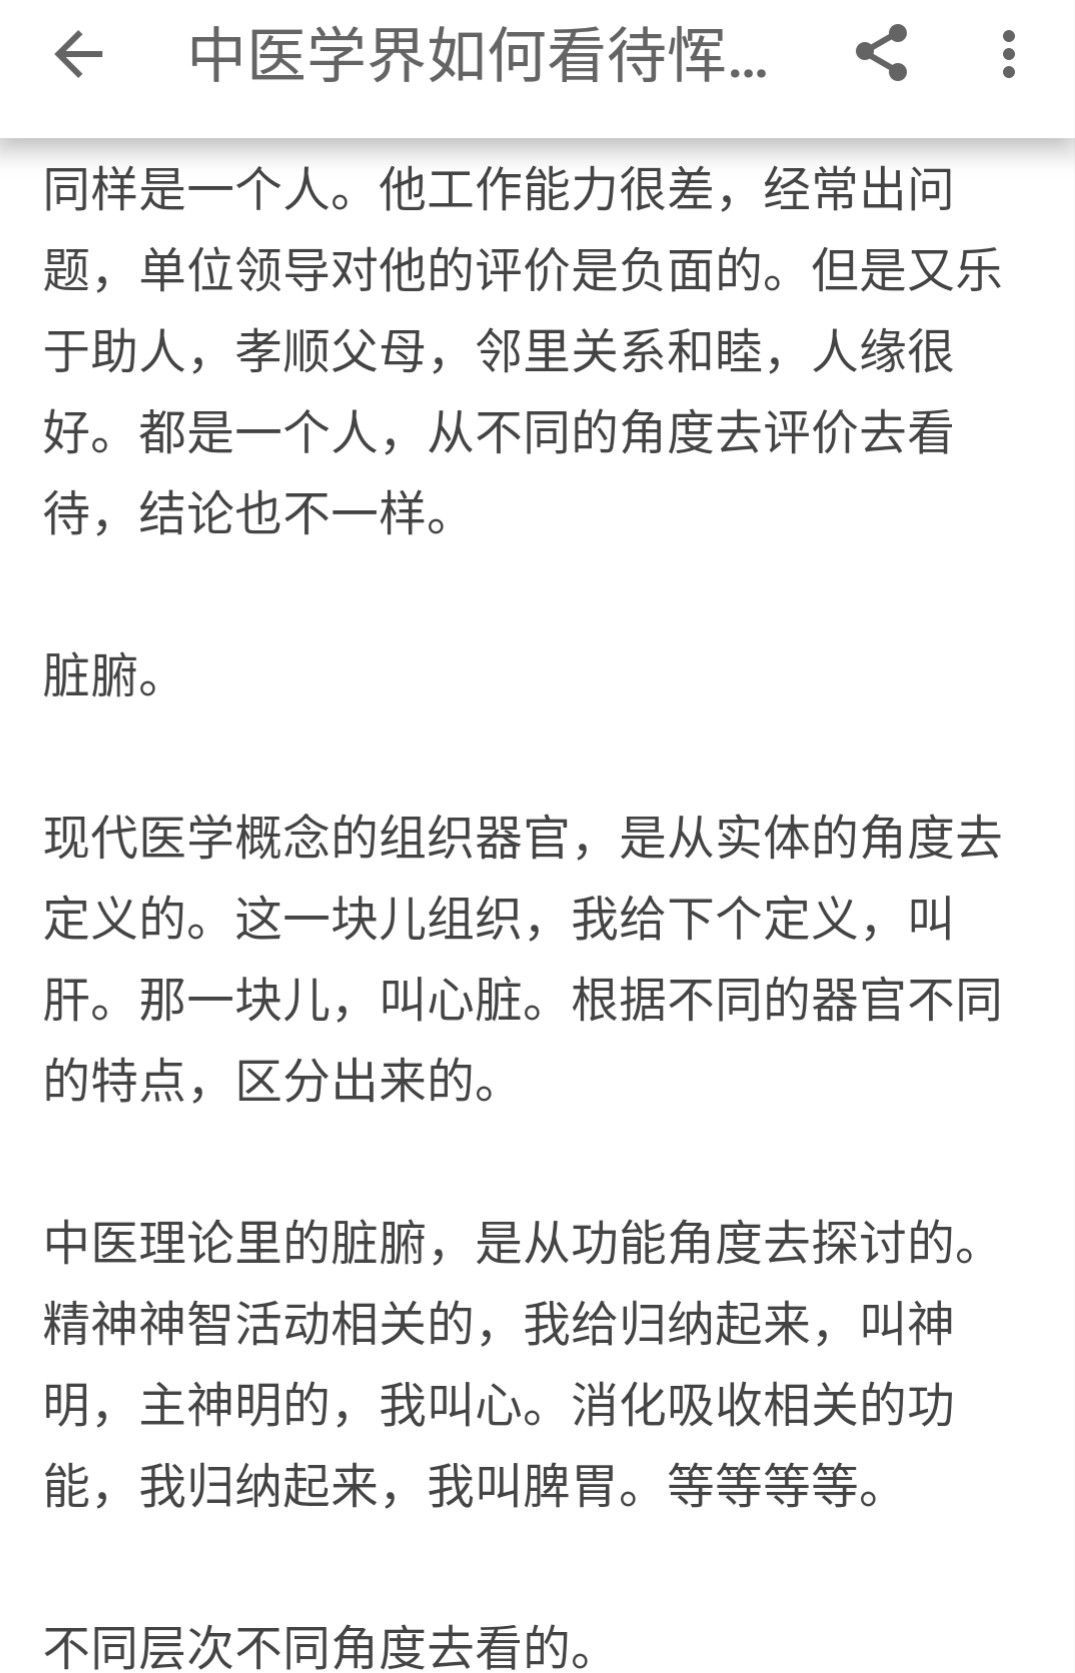 中医学界如何看待恽...
同样是一个人。他工作能力很差，经常出问
题，单位领导对他的评价是负面的。但是又乐
于助人，孝顺父母，邻里关系和睦，人缘很
好。都是一个人，从不同的角度去评价去看
待，结论也不一样。
脏腑。
现代医学概念的组织器官，是从实体的角度去
定义的。这一块儿组织，我给下个定义，叫
肝。那一块儿，叫心脏。根据不同的器官不同
的特点，区分出来的。
中医理论里的脏腑，是从功能角度去探讨的。
精神神智活动相关的，我给归纳起来，叫神
明，主神明的，我叫心。消化吸收相关的功
能，我归纳起来，我叫脾胃。等等等等。
不同层次不同角度去看的。